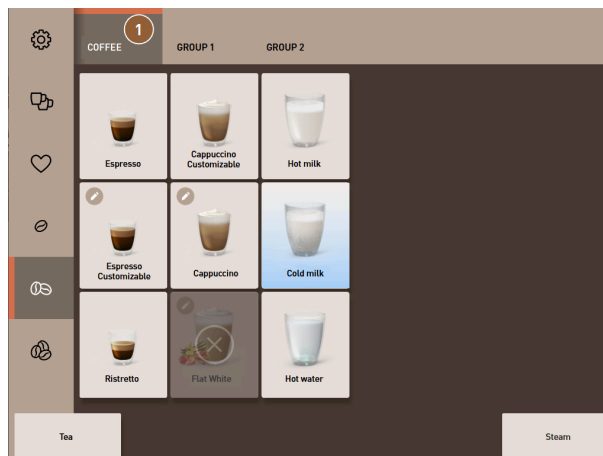 COFFEE
1
GROUP 1
GROUP 2
Espresso
Cappuccino
Customizable
Hot milk
Espresso
Customizable
Cappuccino
Cold milk
Ristretto
Flat White
Hot water
Tea
Steam